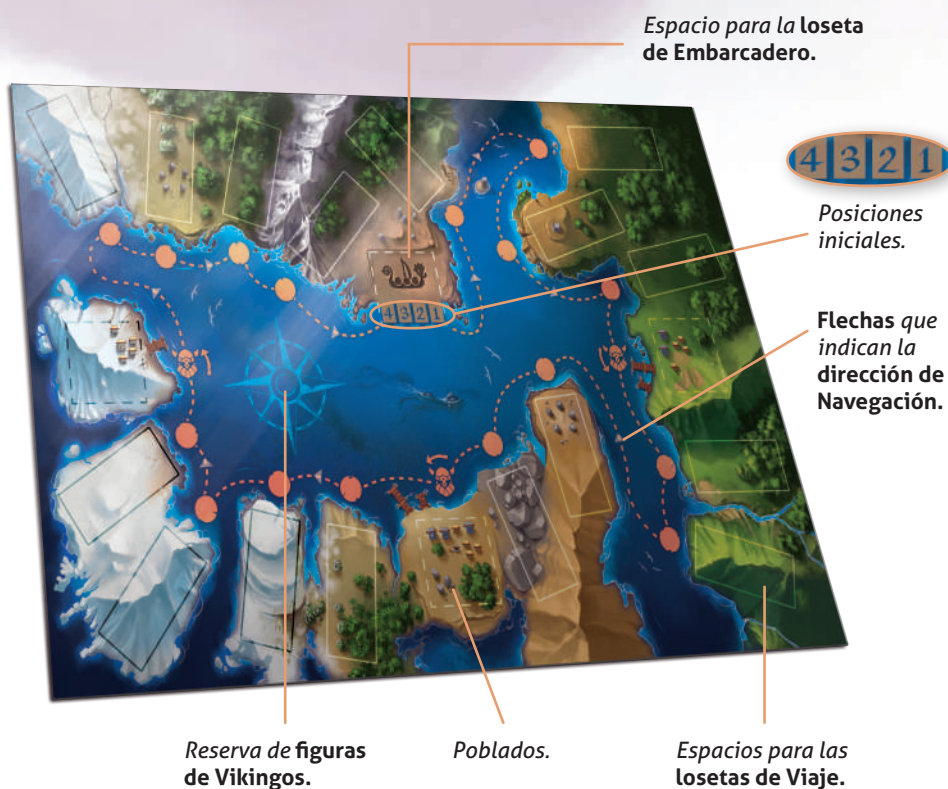 Espacio para la loseta
de Embarcadero.
4 3 2 1
Posiciones
iniciales.
4 3 2 1
Flechas que
indican la
dirección de
Navegación.
Reserva de figuras
de Vikingos.
Poblados.
Espacios para las
losetas de Viaje.